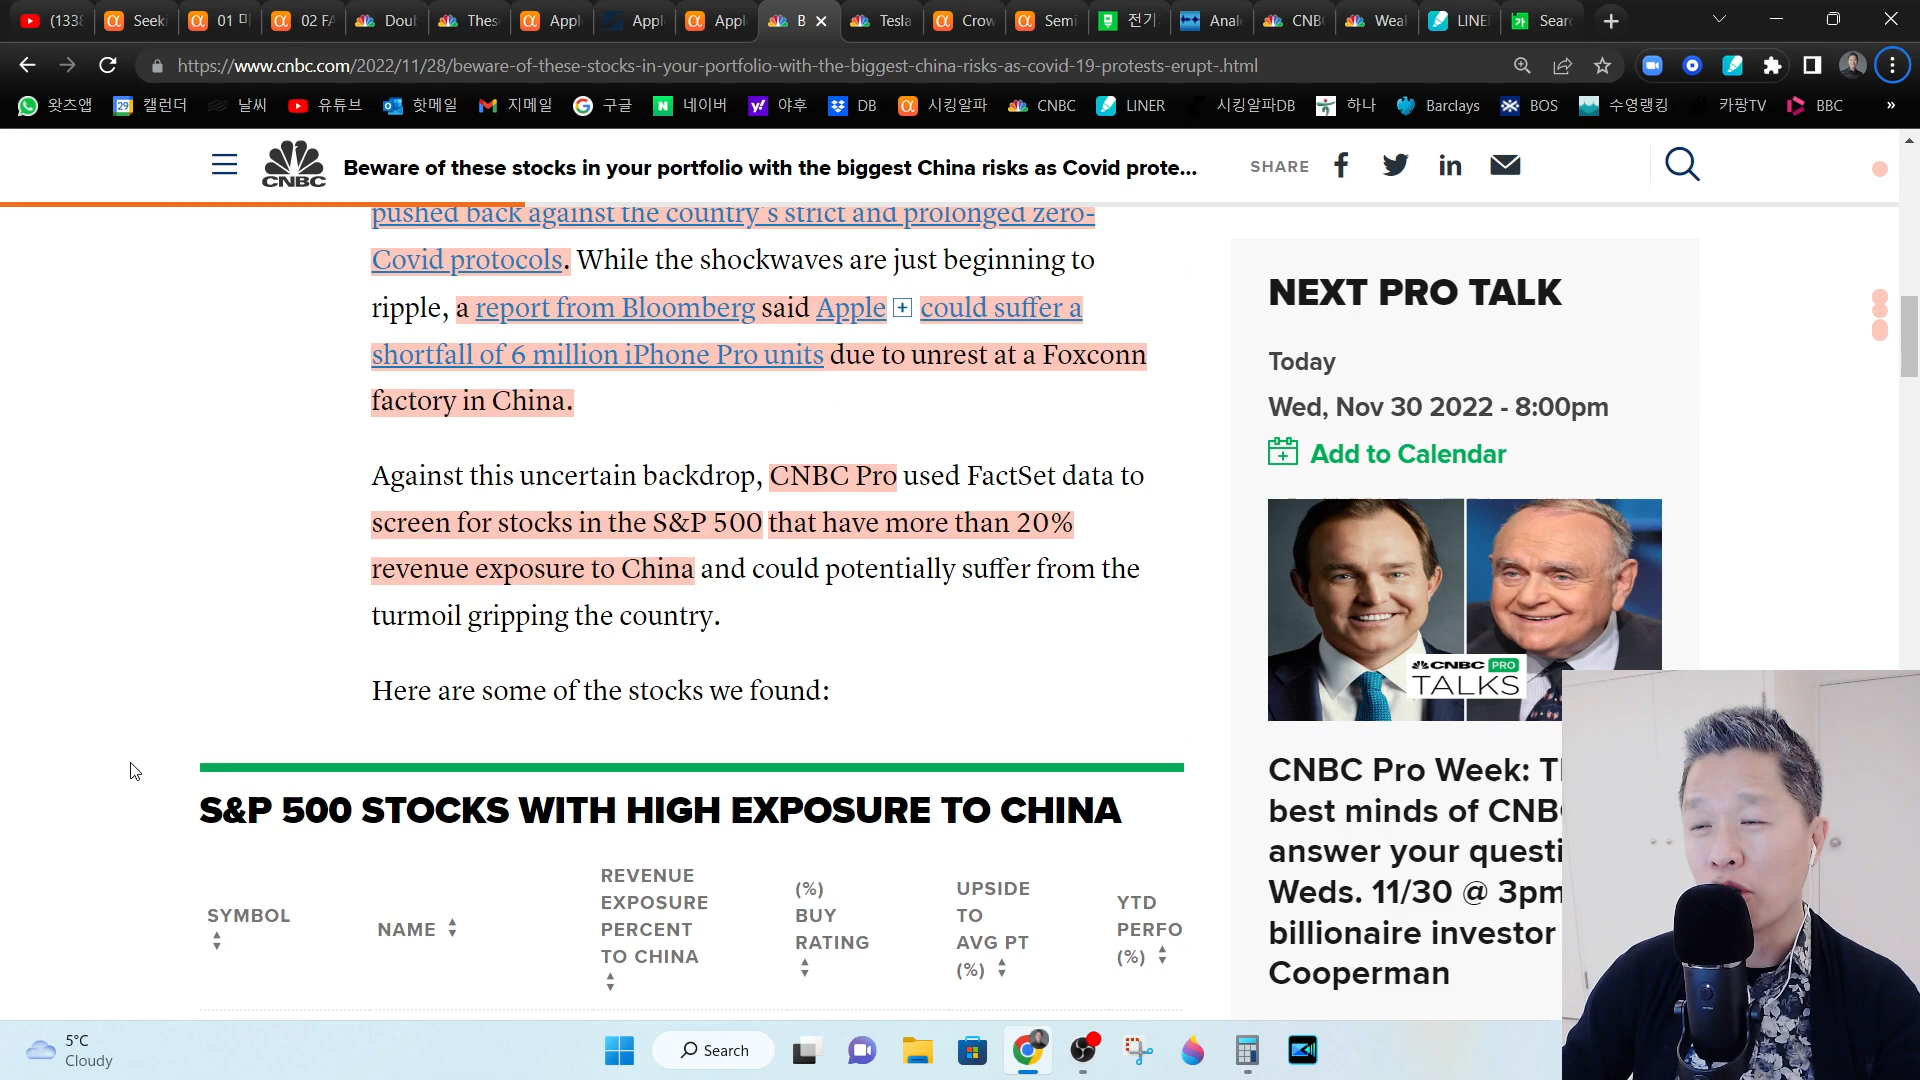 (133
Seek
01 미
02 FA
Dou
Thes
Appl
Appl
Appl
B
Tesla
Crow
Semi
전기
Anal
CNBC
Weal
LINE
Sear
https://www.cnbc.com/2022/11/28/beware-of-these-stocks-in-your-portfolio-with-the-biggest-china-risks-as-covid-19-protests-erupt-.html
왓츠앱
29 캘린더
날씨
유튜브
핫메일
지메일
구글
N 네이버
야후
DB
시킹알파
CNBC
LINER
시킹알파DB
하나
Barclays
BOS
수영랭킹
카팡TV
BBC
»
CNBC
Beware of these stocks in your portfolio with the biggest China risks as Covid prote...
SHARE
pushed back against the country's strict and prolonged zero-
Covid protocols. While the shockwaves are just beginning to
ripple, a report from Bloomberg said Apple + could suffer a
shortfall of 6 million iPhone Pro units due to unrest at a Foxconn
factory in China.
Against this uncertain backdrop, CNBC Pro used FactSet data to
screen for stocks in the S&P 500 that have more than 20%
revenue exposure to China and could potentially suffer from the
turmoil gripping the country.
Here are some of the stocks we found:
S&P 500 STOCKS WITH HIGH EXPOSURE TO CHINA
SYMBOL
NAME
REVENUE
EXPOSURE
PERCENT
TO CHINA
(%)
BUY
RATING
UPSIDE
TO
AVG PT
(%)
YTD
PERFO
(%)
NEXT PRO TALK
Today
Wed, Nov 30 2022 - 8:00pm
Add to Calendar
CNBC PRO
TALKS
CNBC Pro Week: T
best minds of CNB
answer your questi
Weds. 11/30 @ 3pm
billionaire investor
Cooperman
5°C
Cloudy
Search